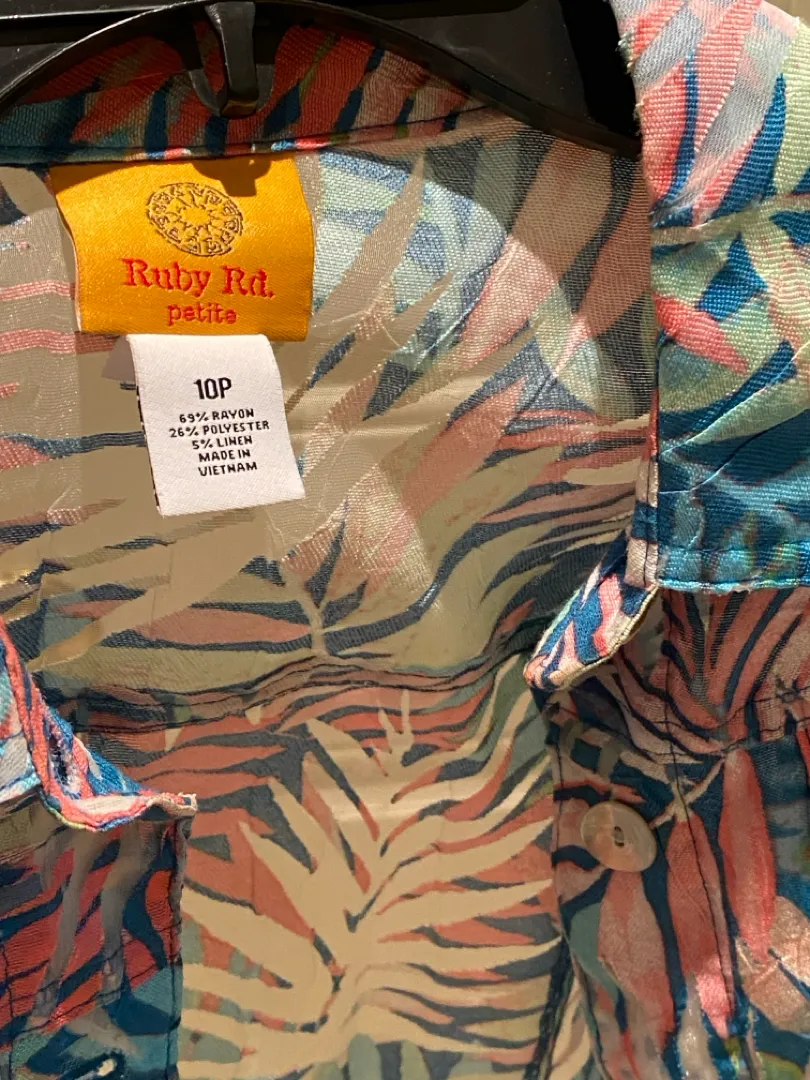 Ruby Rd.
petite
10P
69% RAYON
26% POLYESTER
5% LINEN
MADE IN
VIETNAM